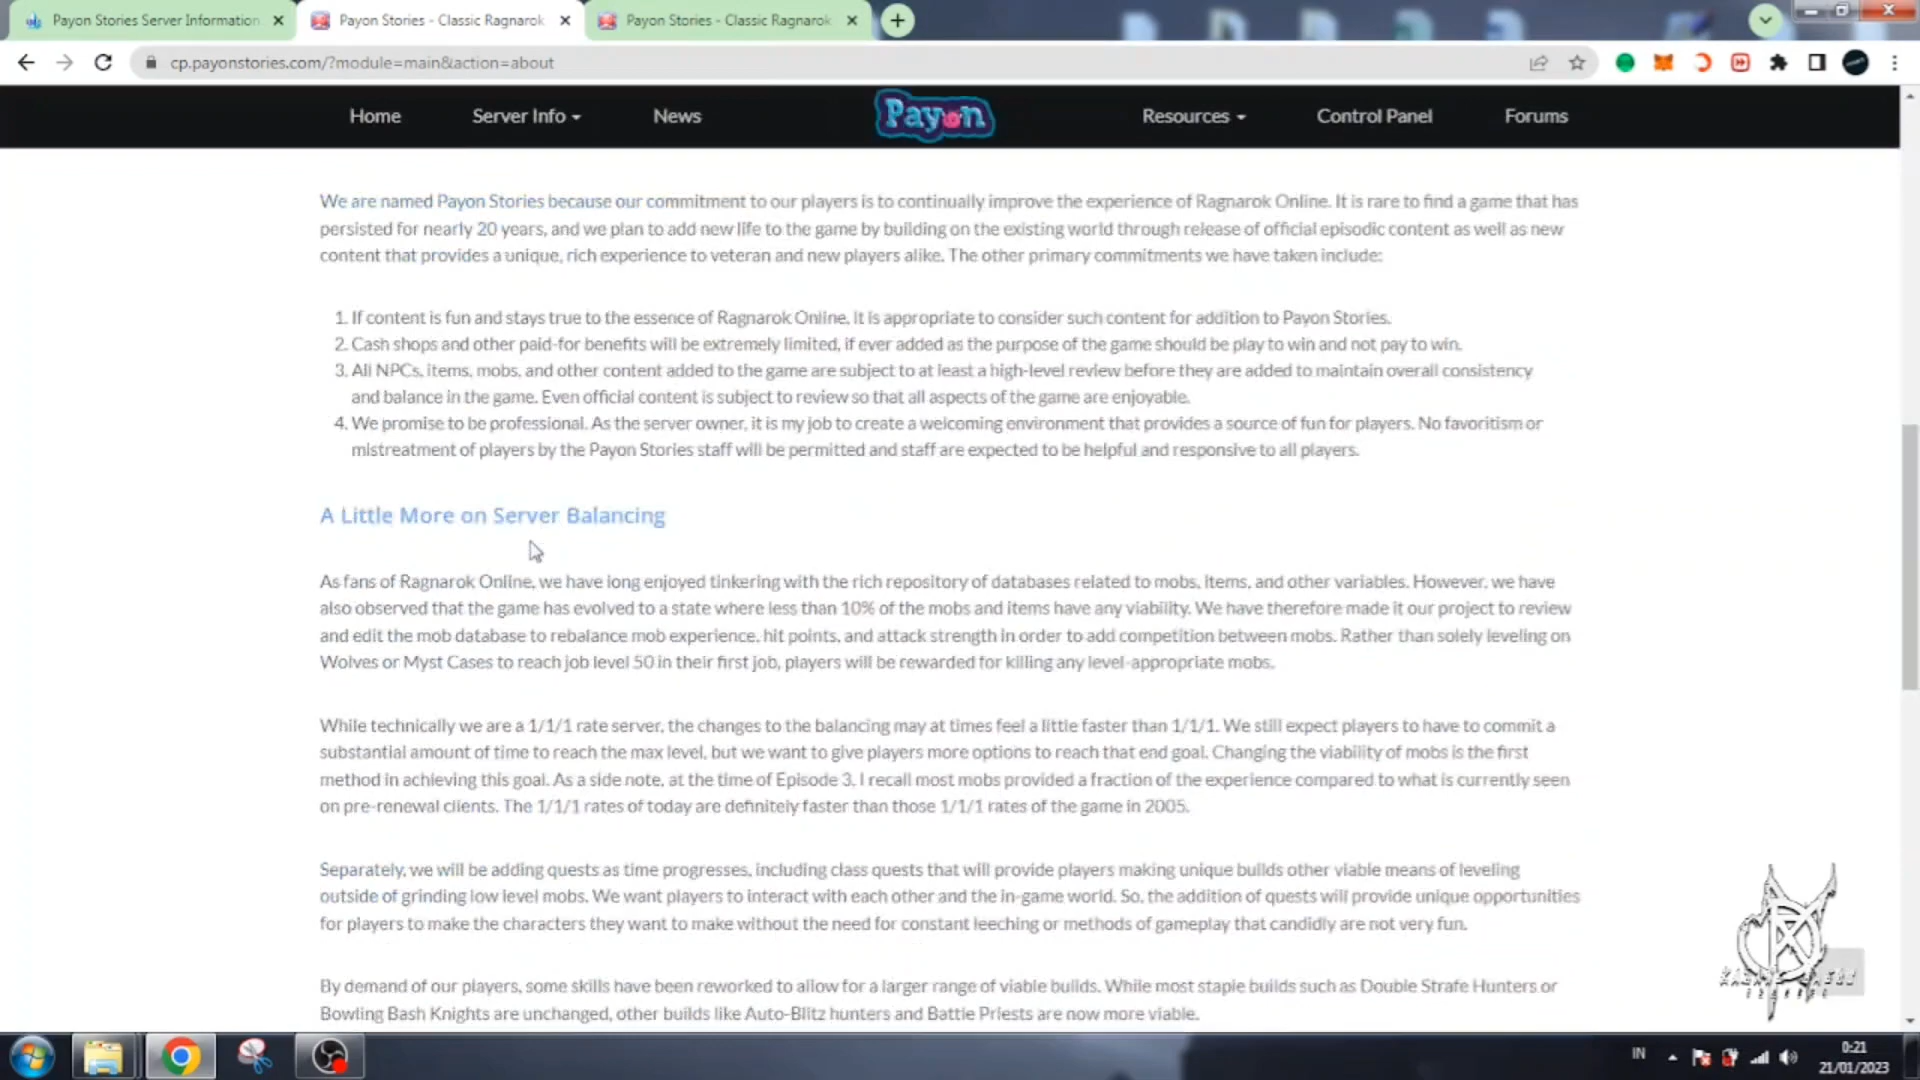 Payon Stories Server Information
Payon Stories - Classic Ragnarok
Payon Stories - Classic Ragnarok
cp.payonstories.com/?module=main&action=about
Home
Server Info
News
Payon
Resources
Control Panel
Forums
We are named Payon Stories because our commitment to our players is to continually improve the experience of Ragnarok Online. It is rare to find a game that has
persisted for nearly 20 years, and we plan to add new life to the game by building on the existing world through release of official episodic content as well as new
content that provides a unique, rich experience to veteran and new players alike. The other primary commitments we have taken include:
1. If content is fun and stays true to the essence of Ragnarok Online, it is appropriate to consider such content for addition to Payon Stories.
2. Cash shops and other paid-for benefits will be extremely limited, if ever added as the purpose of the game should be play to win and not pay to win.
3. All NPCs, items, mobs, and other content added to the game are subject to at least a high-level review before they are added to maintain overall consistency
and balance in the game. Even official content is subject to review so that all aspects of the game are enjoyable.
4. We promise to be professional. As the server owner, it is my job to create a welcoming environment that provides a source of fun for players. No favoritism or
mistreatment of players by the Payon Stories staff will be permitted and staff are expected to be helpful and responsive to all players.
A Little More on Server Balancing
As fans of Ragnarok Online, we have long enjoyed tinkering with the rich repository of databases related to mobs, items, and other variables. However, we have
also observed that the game has evolved to a state where less than 10% of the mobs and items have any viability. We have therefore made it our project to review
and edit the mob database to rebalance mob experience, hit points, and attack strength in order to add competition between mobs. Rather than solely leveling on
Wolves or Myst Cases to reach job level 50 in their first job, players will be rewarded for killing any level-appropriate mobs.
While technically we are a 1/1/1 rate server, the changes to the balancing may at times feel a little faster than 1/1/1. We still expect players to have to commit a
substantial amount of time to reach the max level, but we want to give players more options to reach that end goal. Changing the viability of mobs is the first
method in achieving this goal. As a side note, at the time of Episode 3, I recall most mobs provided a fraction of the experience compared to what is currently seen
on pre-renewal clients. The 1/1/1 rates of today are definitely faster than those 1/1/1 rates of the game in 2005.
Separately, we will be adding quests as time progresses, including class quests that will provide players making unique builds other viable means of leveling
outside of grinding low level mobs. We want players to interact with each other and the in-game world. So, the addition of quests will provide unique opportunities
for players to make the characters they want to make without the need for constant leeching or methods of gameplay that candidly are not very fun.
By demand of our players, some skills have been reworked to allow for a larger range of viable builds. While most staple builds such as Double Strafe Hunters or
Bowling Bash Knights are unchanged, other builds like Auto-Blitz hunters and Battle Priests are now more viable.
IN
0:21
21/01/2023